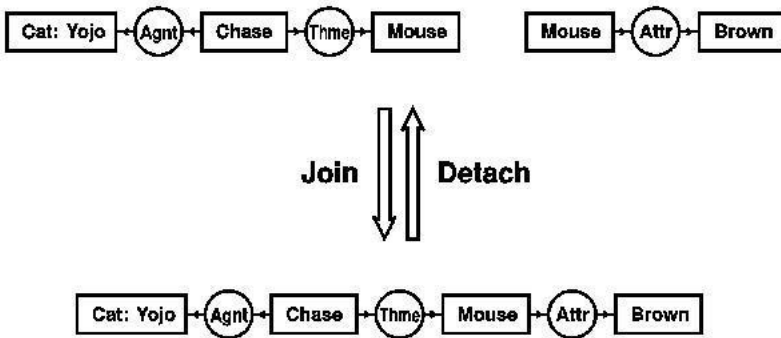 Cat: Yojo Agnt Chase Thme Mouse Mouse Attr Brown
Join Detach
Cat: Yojo Agnt Chase Thme Mouse Attr Brown